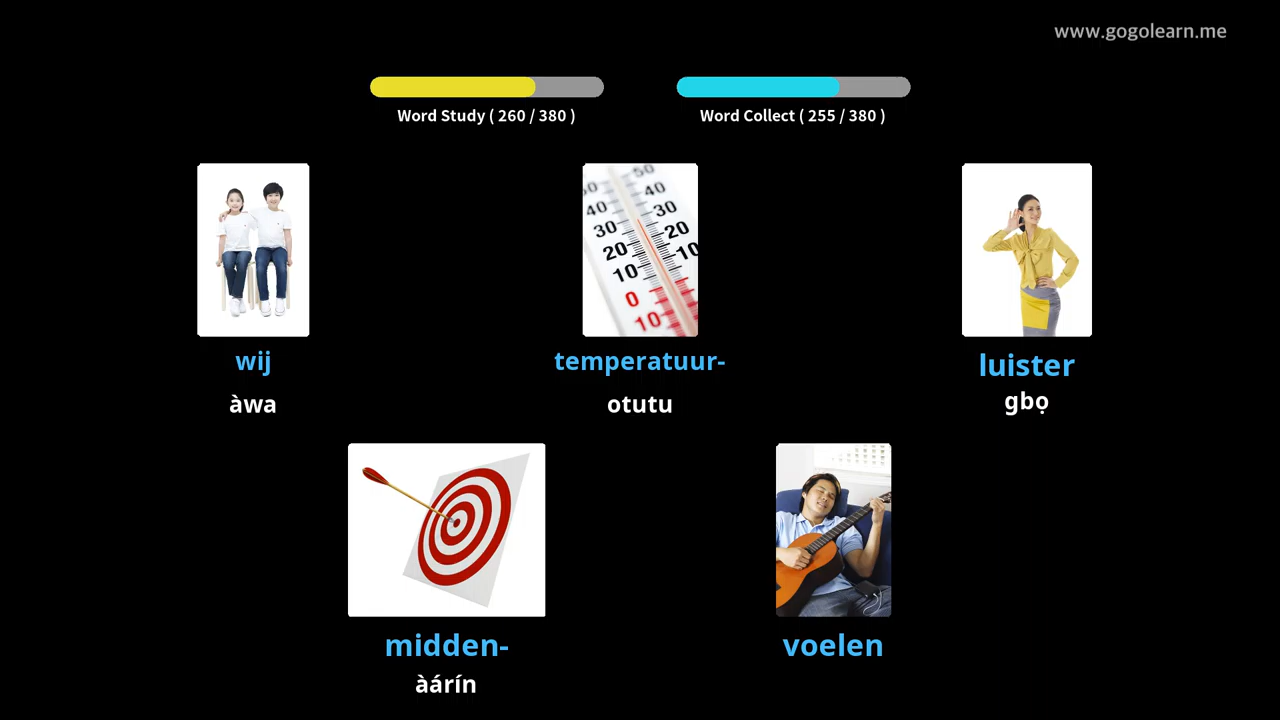 www.gogolearn.me
Word Study ( 260 / 380 )
Word Collect ( 255 / 380 )
wij
àwa
temperatuur-
otutu
luister
gbọ
midden-
àárín
voelen